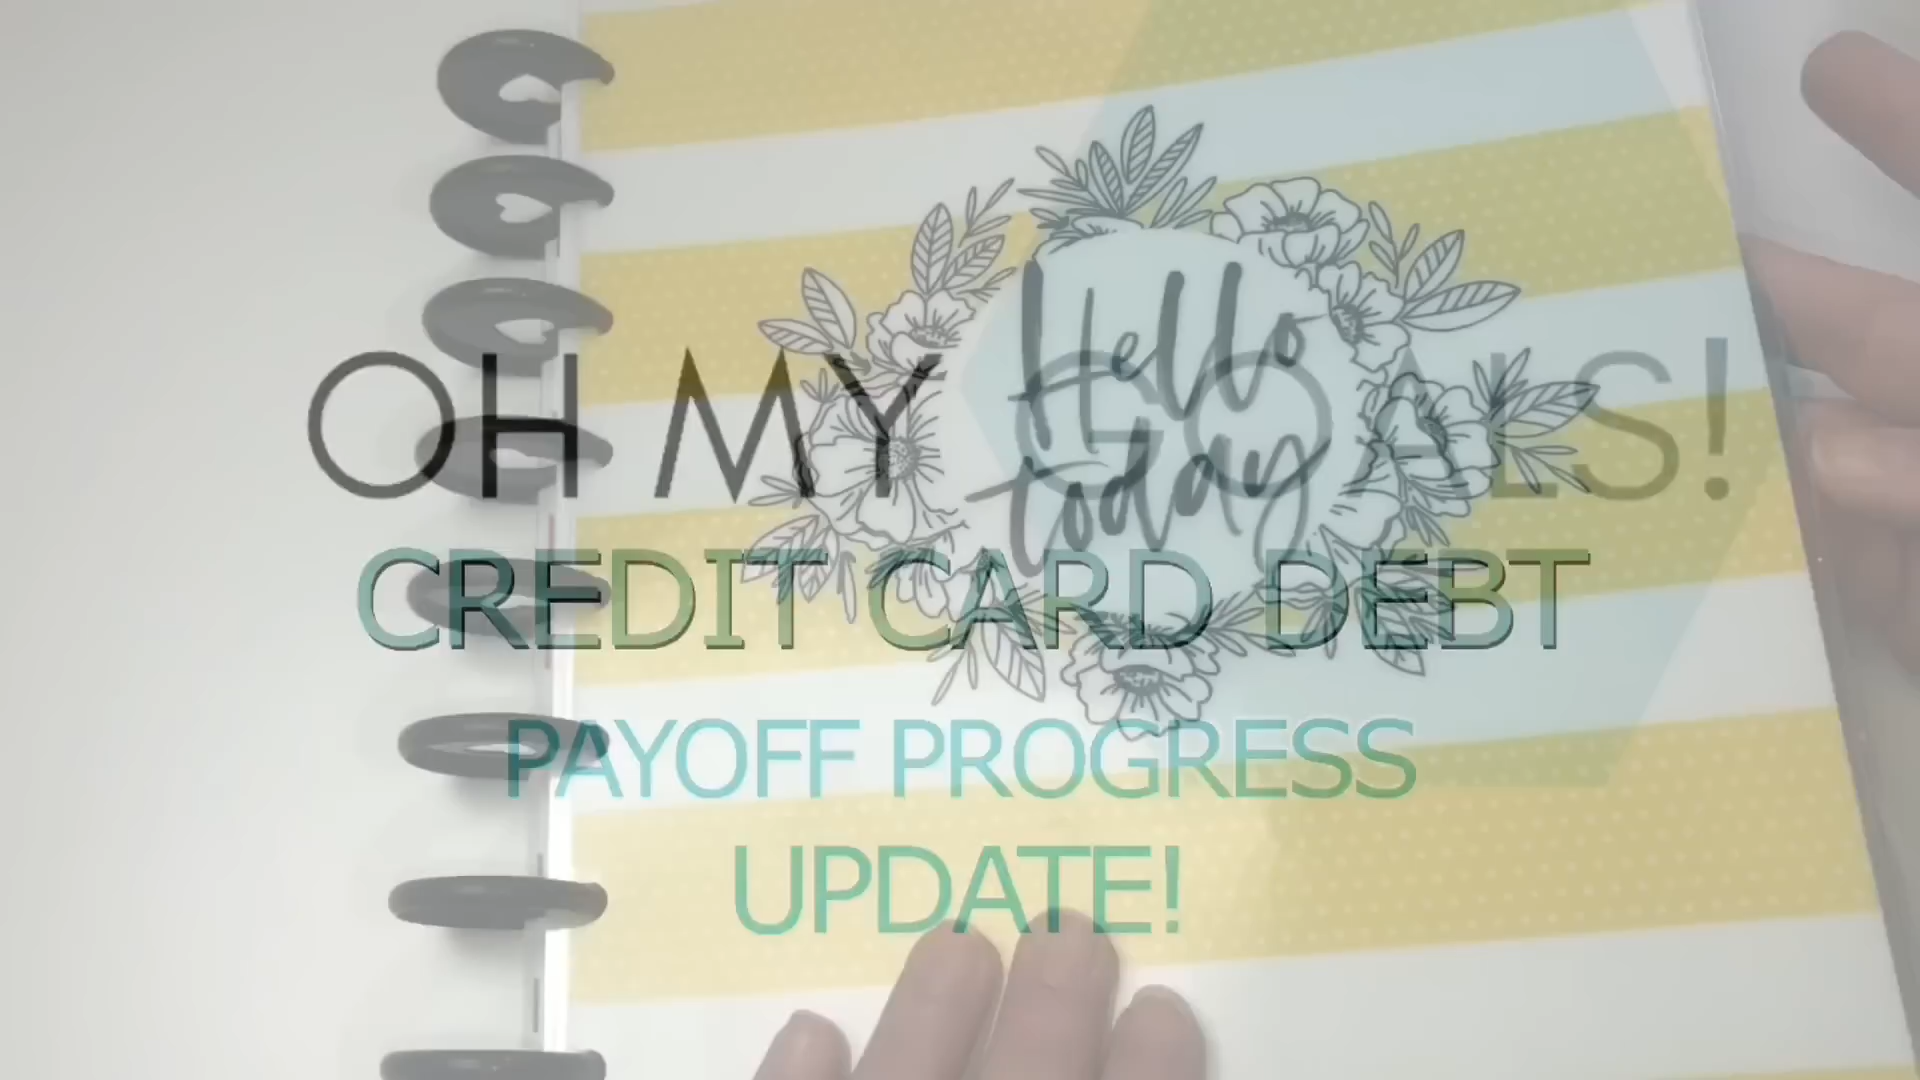 Hello
today
OH MY GOALS!
CREDIT CARD DEBT
PAYOFF PROGRESS
UPDATE!